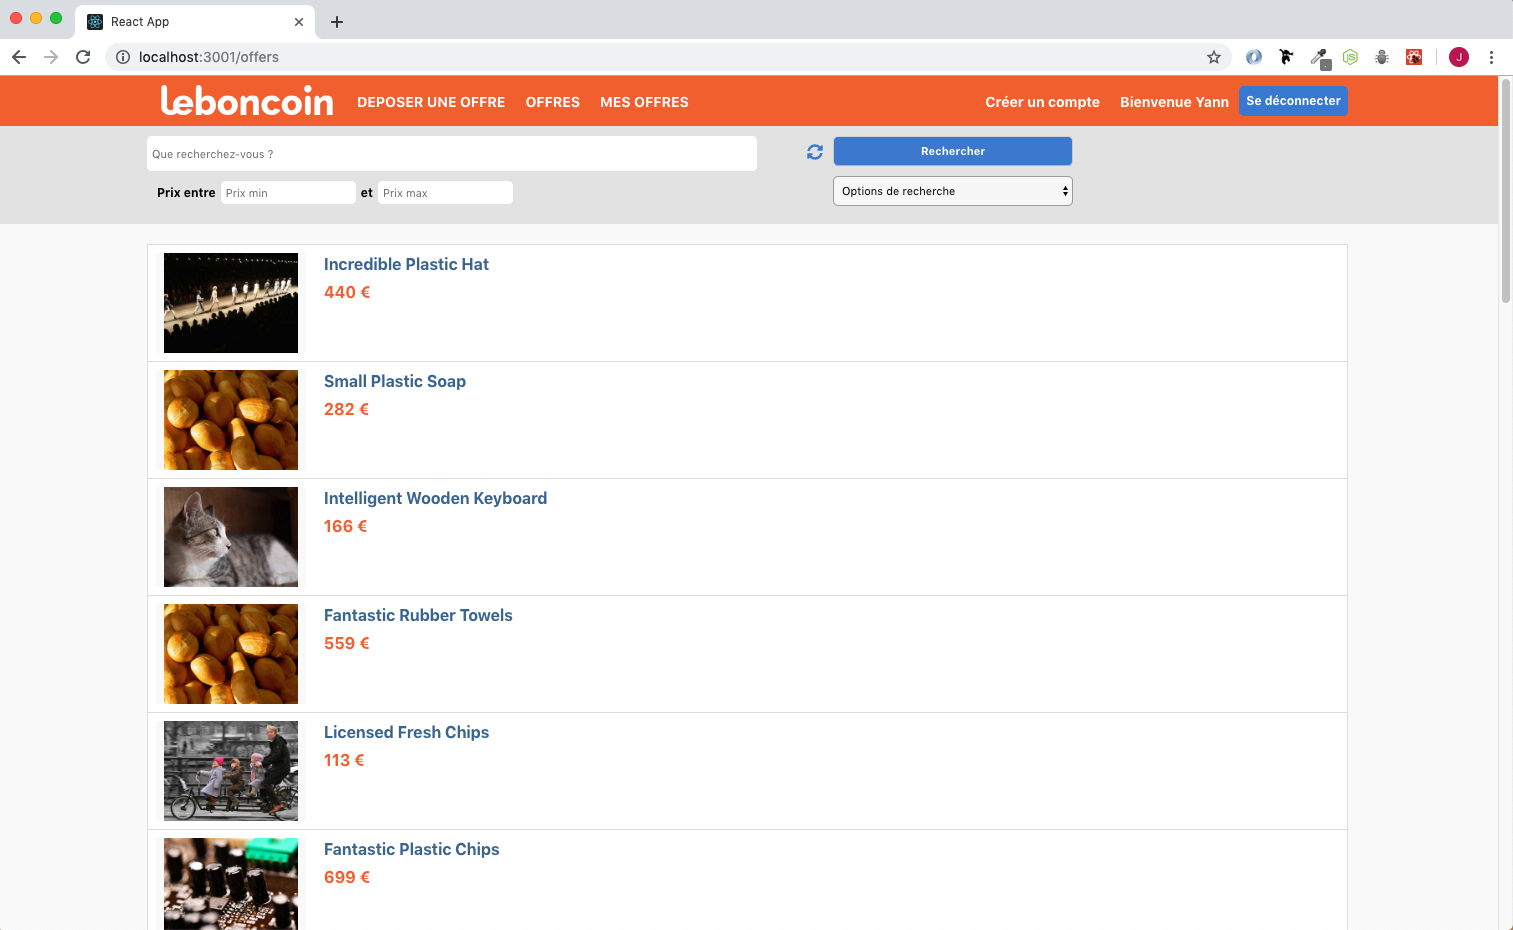 React App
localhost:3001/offers
J
leboncoin DEPOSER UNE OFFRE OFFRES MES OFFRES Créer un compte Bienvenue Yann Se déconnecter
Que recherchez-vous ? Rechercher
Prix entre Prix min et Prix max Options de recherche
Incredible Plastic Hat
440 €
Small Plastic Soap
282 €
Intelligent Wooden Keyboard
166 €
Fantastic Rubber Towels
559 €
Licensed Fresh Chips
113 €
Fantastic Plastic Chips
699 €